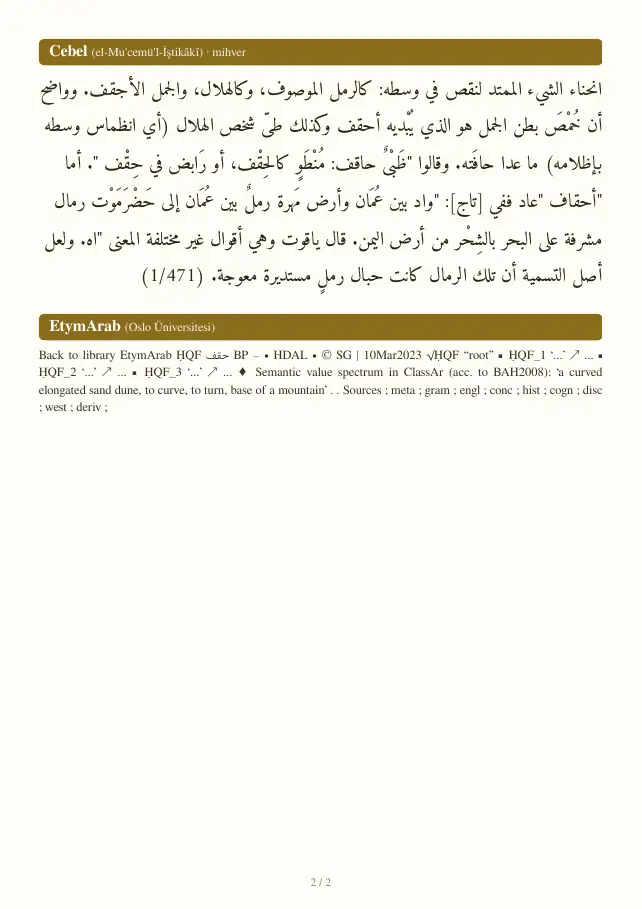 Cebel (el-Mu'cemü'l-İştikâkî) · mihver
انحناء الشيء الممتد لنقص في وسطه: كالرمل الموصوف، وكالهلال، والجمل الأحقف. وواضح
أن خُمْصَ بطن الجمل هو الذي يُبْديه أحقف وكذلك طىّ شخص الهلال (أي انظماس وسطه
بإظلامه) ما عدا حافَته. وقالوا "ظَبْىٌ حاقف: مُنْطَوٍ كالحِقْف، أو رَابض في حِقْف ". أما
"أحقاف "عاد ففي [تاج]: "واد بين عُمَان وأرض مَهرة رملٌ بين عُمَان إلى حَضْرَمَوْت رمال
مشرفة على البحر بالشِحْر من أرض اليمن. قال ياقوت وهي أقوال غير مختلفة المعنى "اه. ولعل
أصل التسمية أن تلك الرمال كانت حبال رملٍ مستديرة معوجة. (1/471)
EtymArab (Oslo Üniversitesi)
Back to library EtymArab ḤQF حقف BP – • HDAL • © SG | 10Mar2023 √ḤQF “root” ▪ ḤQF_1 ‘...’ ↗ ... ▪
ḤQF_2 ‘...’ ↗ ... ▪ ḤQF_3 ‘...’ ↗ ... ♦ Semantic value spectrum in ClassAr (acc. to BAH2008): ‘a curved
elongated sand dune, to curve, to turn, base of a mountain’ . . Sources ; meta ; gram ; engl ; conc ; hist ; cogn ; disc
; west ; deriv ;
2 / 2